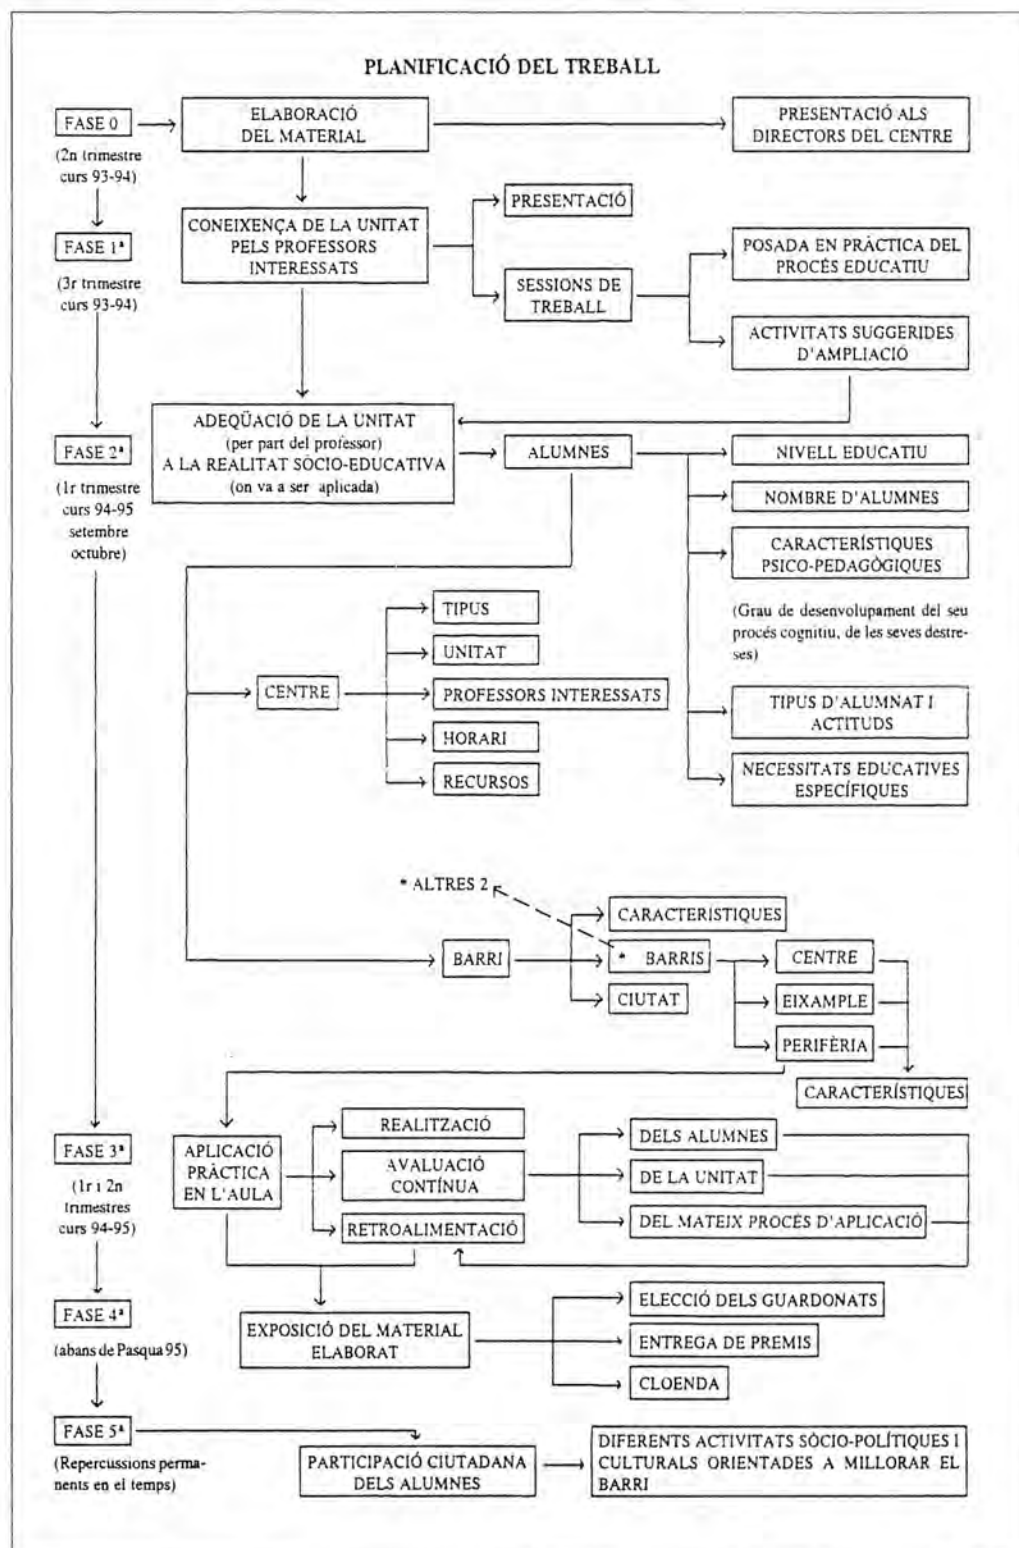 PLANIFICACIÓ DEL TREBALL
FASE 0
(2n trimestre
curs 93-94)
ELABORACIÓ
DEL MATERIAL
PRESENTACIÓ ALS
DIRECTORS DEL CENTRE
FASE 1ª
(3r trimestre
curs 93-94)
CONEIXENÇA DE LA UNITAT
PELS PROFESSORS
INTERESSATS
PRESENTACIÓ
SESSIONS DE
TREBALL
POSADA EN PRÀCTICA DEL
PROCÉS EDUCATIU
ACTIVITATS SUGGERIDES
D'AMPLIACIÓ
FASE 2ª
(1r trimestre
curs 94-95
setembre
octubre)
ADEQÜACIÓ DE LA UNITAT
(per part del professor)
A LA REALITAT SÒCIO-EDUCATIVA
(on va a ser aplicada)
ALUMNES
NIVELL EDUCATIU
NOMBRE D'ALUMNES
CARACTERÍSTIQUES
PSICO-PEDAGÒGIQUES
(Grau de desenvolupament del seu
procés cognitiu, de les seves destre-
ses)
TIPUS D'ALUMNAT I
ACTITUDS
NECESSITATS EDUCATIVES
ESPECÍFIQUES
CENTRE
TIPUS
UNITAT
PROFESSORS INTERESSATS
HORARI
RECURSOS
* ALTRES 2
BARRI
CARACTERISTIQUES
* BARRIS
CIUTAT
CENTRE
EIXAMPLE
PERIFÈRIA
CARACTERÍSTIQUES
FASE 3ª
(1r i 2n
trimestres
curs 94-95)
APLICACIÓ
PRÀCTICA
EN L'AULA
REALITZACIÓ
AVALUACIÓ
CONTÍNUA
RETROALIMENTACIÓ
DELS ALUMNES
DE LA UNITAT
DEL MATEIX PROCÉS D'APLICACIÓ
FASE 4ª
(abans de Pasqua 95)
EXPOSICIÓ DEL MATERIAL
ELABORAT
ELECCIÓ DELS GUARDONATS
ENTREGA DE PREMIS
CLOENDA
FASE 5ª
(Repercussions perma-
nents en el temps)
PARTICIPACIÓ CIUTADANA
DELS ALUMNES
DIFERENTS ACTIVITATS SÒCIO-POLÍTIQUES I
CULTURALS ORIENTADES A MILLORAR EL
BARRI